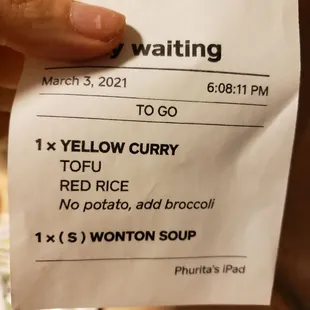 waiting
March 3, 2021 6:08:11 PM
TO GO
1 x YELLOW CURRY
TOFU
RED RICE
No potato, add broccoli
1 x ( S ) WONTON SOUP
Phurita's iPad